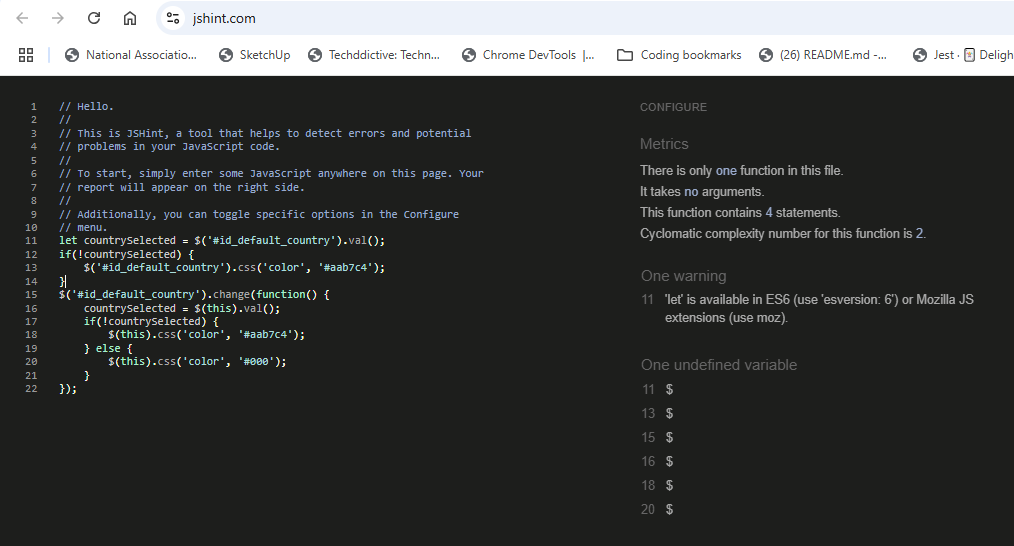 jshint.com
National Associatio...
SketchUp
Techddictive: Techn...
Chrome DevTools |...
Coding bookmarks
(26) README.md -...
Jest · 🃏 Deligh
1 // Hello.
2 //
3 // This is JSHint, a tool that helps to detect errors and potential
4 // problems in your JavaScript code.
5 //
6 // To start, simply enter some JavaScript anywhere on this page. Your
7 // report will appear on the right side.
8 //
9 // Additionally, you can toggle specific options in the Configure
10 // menu.
11 let countrySelected = $('#id_default_country').val();
12 if(!countrySelected) {
13     $('#id_default_country').css('color', '#aab7c4');
14 }
15 $('#id_default_country').change(function() {
16     countrySelected = $(this).val();
17     if(!countrySelected) {
18         $(this).css('color', '#aab7c4');
19     } else {
20         $(this).css('color', '#000');
21     }
22 });
CONFIGURE
Metrics
There is only one function in this file.
It takes no arguments.
This function contains 4 statements.
Cyclomatic complexity number for this function is 2.
One warning
11 'let' is available in ES6 (use 'esversion: 6') or Mozilla JS
extensions (use moz).
One undefined variable
11 $
13 $
15 $
16 $
18 $
20 $